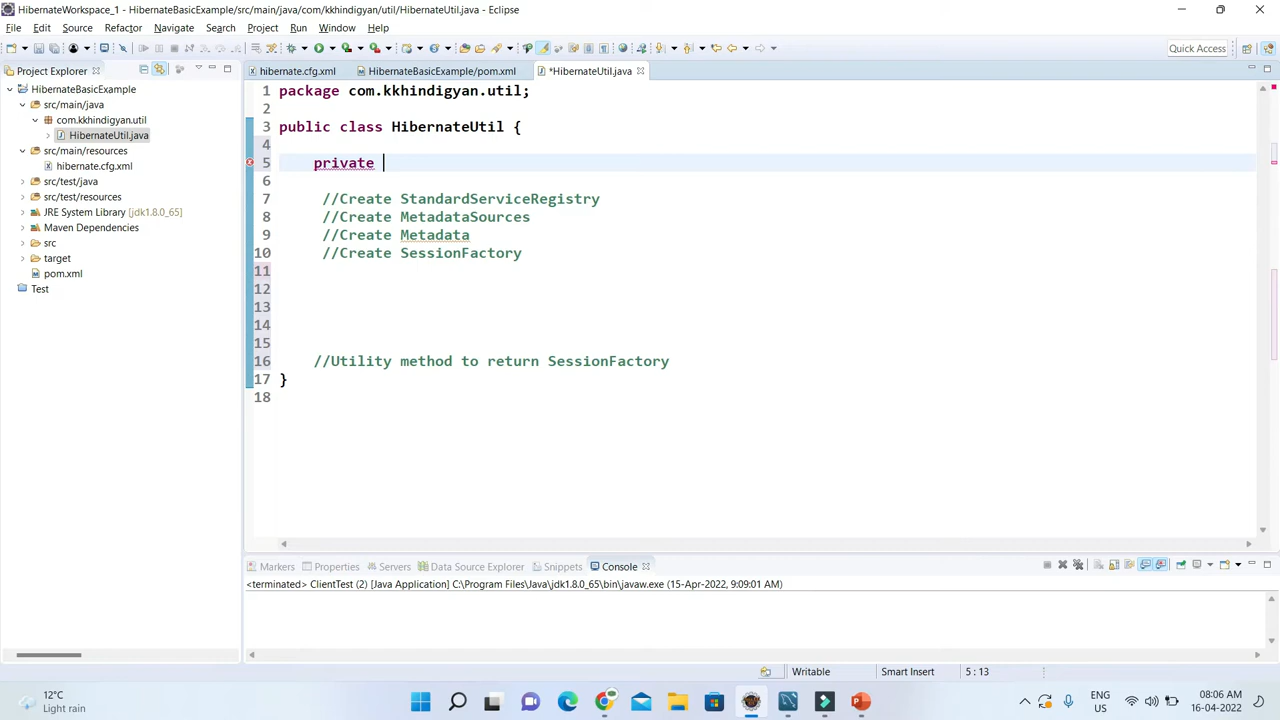 HibernateWorkspace_1 - HibernateBasicExample/src/main/java/com/kkhindigyan/util/HibernateUtil.java - Eclipse
File Edit Source Refactor Navigate Search Project Run Window Help
Quick Access
Project Explorer
hibernate.cfg.xml
HibernateBasicExample/pom.xml
*HibernateUtil.java
HibernateBasicExample
src/main/java
com.kkhindigyan.util
HibernateUtil.java
src/main/resources
hibernate.cfg.xml
src/test/java
src/test/resources
JRE System Library [jdk1.8.0_65]
Maven Dependencies
src
target
pom.xml
Test
1 package com.kkhindigyan.util;
2
3 public class HibernateUtil {
4
5 private
6
7 //Create StandardServiceRegistry
8 //Create MetadataSources
9 //Create Metadata
10 //Create SessionFactory
11
12
13
14
15
16 //Utility method to return SessionFactory
17 }
18
Markers Properties Servers Data Source Explorer Snippets Console
<terminated> ClientTest (2) [Java Application] C:\Program Files\Java\jdk1.8.0_65\bin\javaw.exe (15-Apr-2022, 9:09:01 AM)
Writable Smart Insert 5 : 13
12°C
Light rain
ENG
US
08:06 AM
16-04-2022